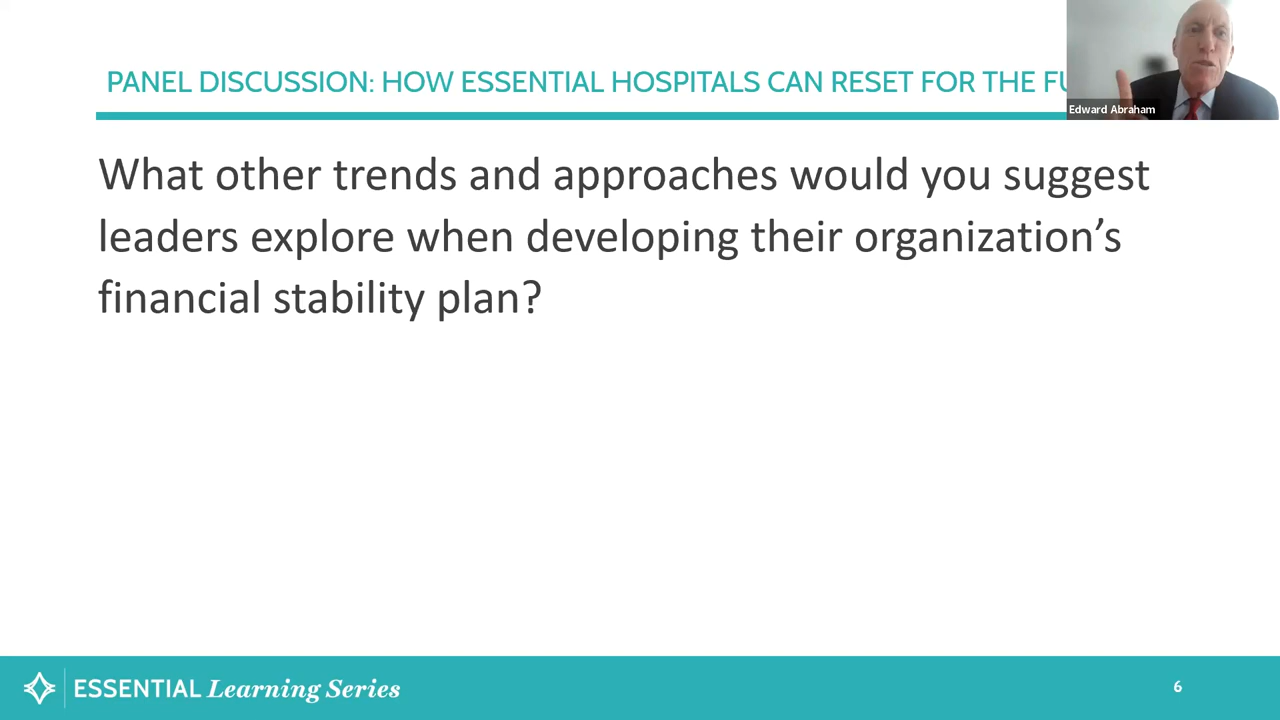 PANEL DISCUSSION: HOW ESSENTIAL HOSPITALS CAN RESET FOR THE
Edward Abraham
What other trends and approaches would you suggest
leaders explore when developing their organization’s
financial stability plan?
ESSENTIAL Learning Series
6